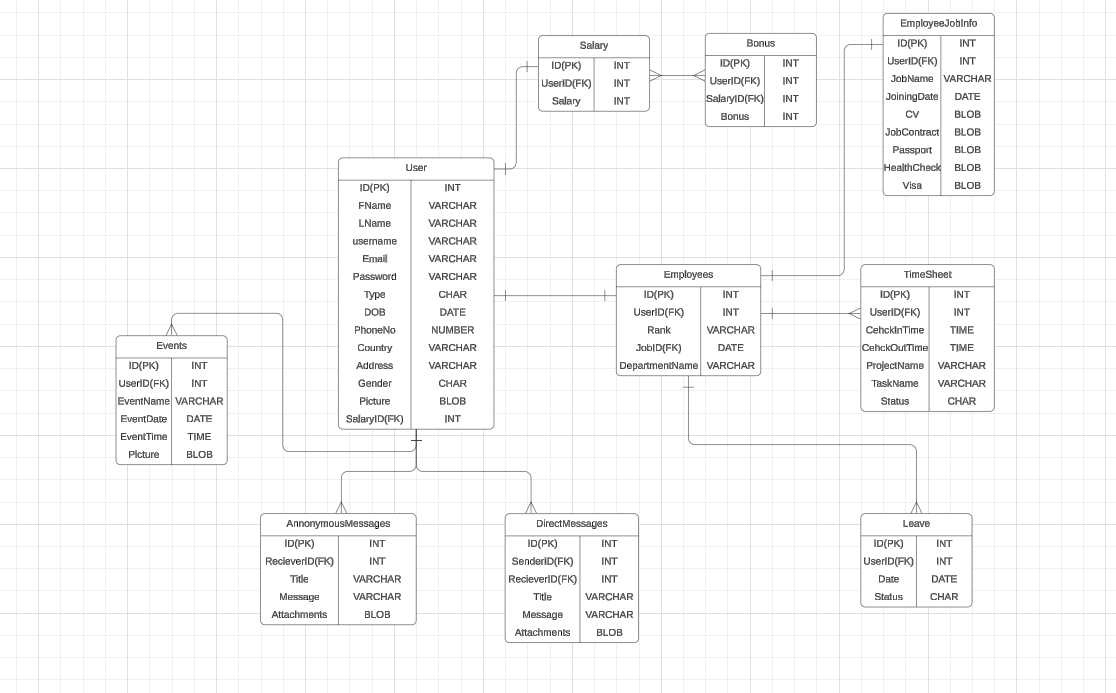 EmployeeJobInfo
ID(PK) INT
UserID(FK) INT
JobName VARCHAR
JoiningDate DATE
CV BLOB
JobContract BLOB
Passport BLOB
HealthCheck BLOB
Visa BLOB
Salary
ID(PK) INT
UserID(FK) INT
Salary INT
Bonus
ID(PK) INT
UserID(FK) INT
SalaryID(FK) INT
Bonus INT
User
ID(PK) INT
FName VARCHAR
LName VARCHAR
username VARCHAR
Email VARCHAR
Password VARCHAR
Type CHAR
DOB DATE
PhoneNo NUMBER
Country VARCHAR
Address VARCHAR
Gender CHAR
Picture BLOB
SalaryID(FK) INT
Employees
ID(PK) INT
UserID(FK) INT
Rank VARCHAR
JobID(FK) DATE
DepartmentName VARCHAR
TimeSheet
ID(PK) INT
UserID(FK) INT
CehckInTime TIME
CehckOutTime TIME
ProjectName VARCHAR
TaskName VARCHAR
Status CHAR
Events
ID(PK) INT
UserID(FK) INT
EventName VARCHAR
EventDate DATE
EventTime TIME
Picture BLOB
AnnonymousMessages
ID(PK) INT
RecieverID(FK) INT
Title VARCHAR
Message VARCHAR
Attachments BLOB
DirectMessages
ID(PK) INT
SenderID(FK) INT
RecieverID(FK) INT
Title VARCHAR
Message VARCHAR
Attachments BLOB
Leave
ID(PK) INT
UserID(FK) INT
Date DATE
Status CHAR